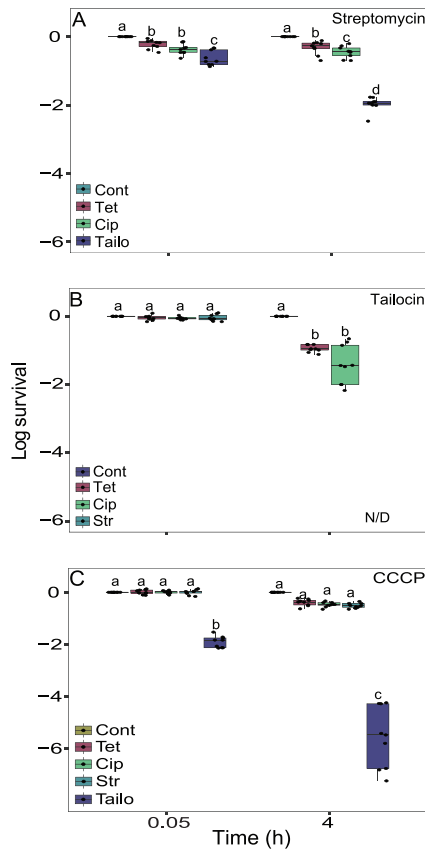 A
Streptomycin
0
a
b
b
c
a
b
c
d
−2
−4
−6
Cont
Tet
Cip
Tailo
B
Tailocin
0
a
a
a
a
a
b
b
−2
−4
−6
Cont
Tet
Cip
Str
N/D
Log survival
C
CCCP
0
a
a
a
a
b
a
a
a
a
c
−2
−4
−6
Cont
Tet
Cip
Str
Tailo
0.05
4
Time (h)